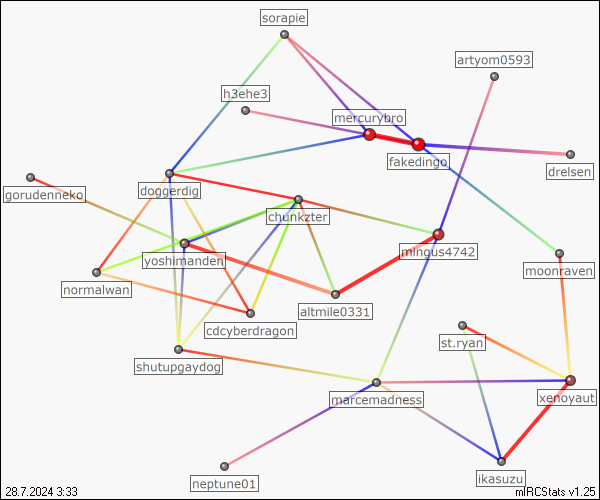 sorapie
artyom0593
h3ehe3
mercurybro
fakedingo
drelsen
gorudenneko
doggerdig
chunkzter
yoshimanden
mingus4742
moonraven
normalwan
altmile0331
cdcyberdragon
st.ryan
shutupgaydog
marcemadness
xenoyaut
neptune01
ikasuzu
28.7.2024 3:33
mIRCStats v1.25